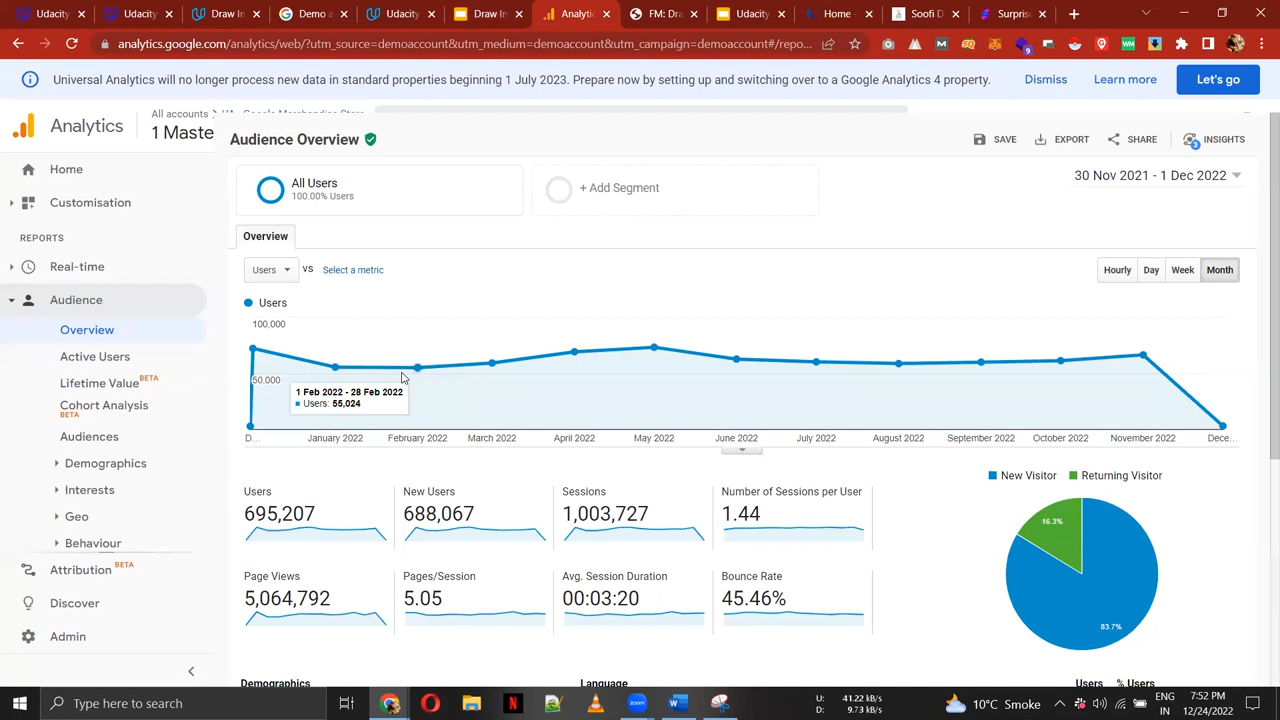 Udacity
Udacity
Draw In
Demo a
Udacity
Draw In
Analytic
FM: Dra
Udacity
Home -
Soofi D
Surprise
analytics.google.com/analytics/web/?utm_source=demoaccount&utm_medium=demoaccount&utm_campaign=demoaccount#/repo...
Universal Analytics will no longer process new data in standard properties beginning 1 July 2023. Prepare now by setting up and switching over to a Google Analytics 4 property.
Dismiss
Learn more
Let's go
Analytics
All accounts > UA - Google Merchandise Store
1 Maste
Home
Customisation
REPORTS
Real-time
Audience
Overview
Active Users
Lifetime Value BETA
Cohort Analysis
BETA
Audiences
Demographics
Interests
Geo
Behaviour
Attribution BETA
Discover
Admin
Audience Overview
SAVE
EXPORT
SHARE
3
INSIGHTS
All Users
100.00% Users
+ Add Segment
30 Nov 2021 - 1 Dec 2022
Overview
Users
VS
Select a metric
Hourly
Day
Week
Month
Users
100,000
50,000
1 Feb 2022 - 28 Feb 2022
Users: 55,024
D...
January 2022
February 2022
March 2022
April 2022
May 2022
June 2022
July 2022
August 2022
September 2022
October 2022
November 2022
Dece...
New Visitor
Returning Visitor
Users
695,207
New Users
688,067
Sessions
1,003,727
Number of Sessions per User
1.44
Page Views
5,064,792
Pages/Session
5.05
Avg. Session Duration
00:03:20
Bounce Rate
45.46%
16.3%
83.7%
Demographics
Language
Users
% Users
Type here to search
zoom
U:
D:
41.22 kB/s
9.73 kB/s
10°C Smoke
ENG
IN
7:52 PM
12/24/2022